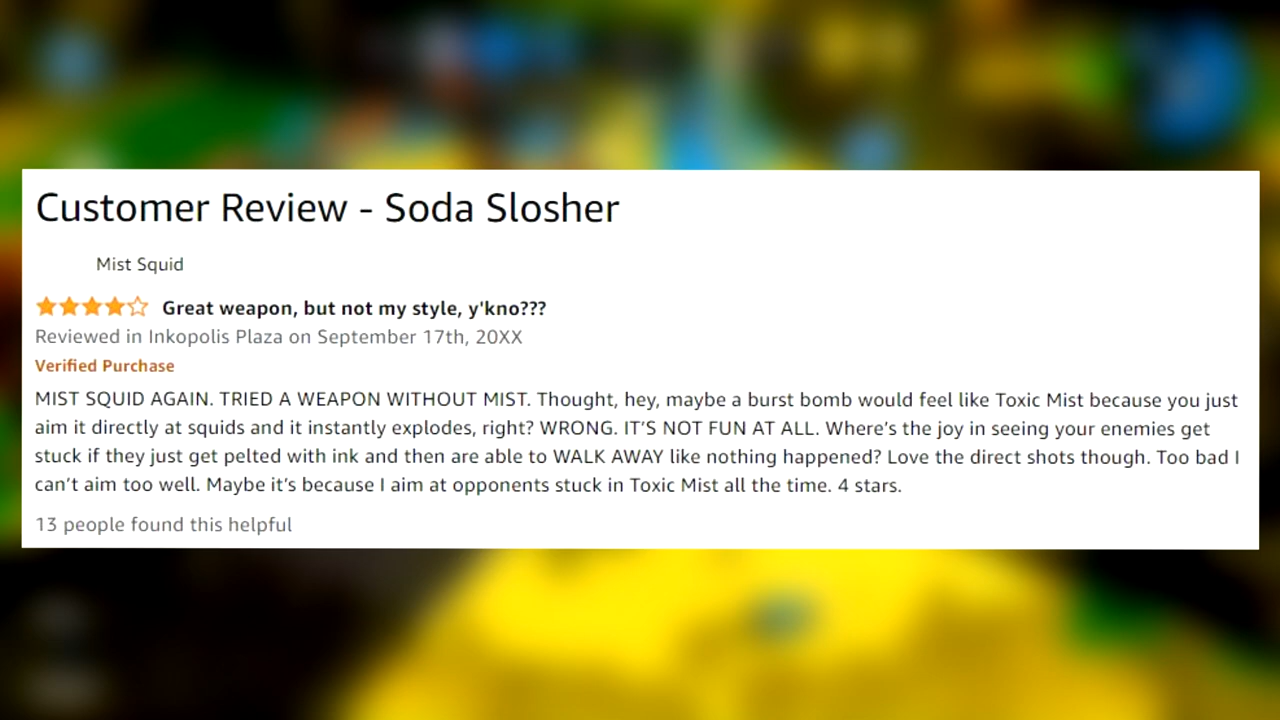 Customer Review - Soda Slosher
Mist Squid
Great weapon, but not my style, y'kno???
Reviewed in Inkopolis Plaza on September 17th, 20XX
Verified Purchase
MIST SQUID AGAIN. TRIED A WEAPON WITHOUT MIST. Thought, hey, maybe a burst bomb would feel like Toxic Mist because you just
aim it directly at squids and it instantly explodes, right? WRONG. IT'S NOT FUN AT ALL. Where's the joy in seeing your enemies get
stuck if they just get pelted with ink and then are able to WALK AWAY like nothing happened? Love the direct shots though. Too bad I
can't aim too well. Maybe it's because I aim at opponents stuck in Toxic Mist all the time. 4 stars.
13 people found this helpful